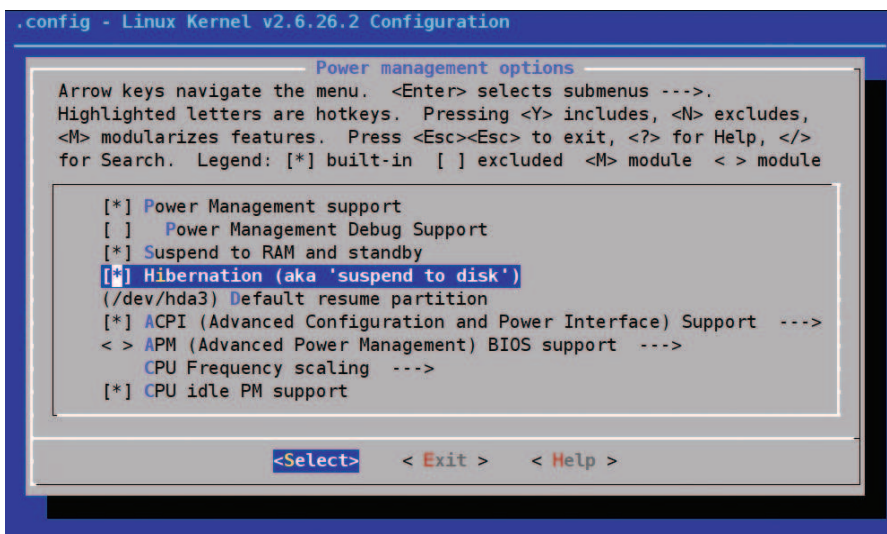 .config - Linux Kernel v2.6.26.2 Configuration
Power management options
Arrow keys navigate the menu.  <Enter> selects submenus --->.
Highlighted letters are hotkeys.  Pressing <Y> includes, <N> excludes,
<M> modularizes features.  Press <Esc><Esc> to exit, <?> for Help, </>
for Search.  Legend: [*] built-in  [ ] excluded  <M> module  < > module
[*] Power Management support
[ ]   Power Management Debug Support
[*] Suspend to RAM and standby
[*] Hibernation (aka 'suspend to disk')
(/dev/hda3) Default resume partition
[*] ACPI (Advanced Configuration and Power Interface) Support  --->
< > APM (Advanced Power Management) BIOS support  --->
CPU Frequency scaling  --->
[*] CPU idle PM support
<Select>    < Exit >    < Help >